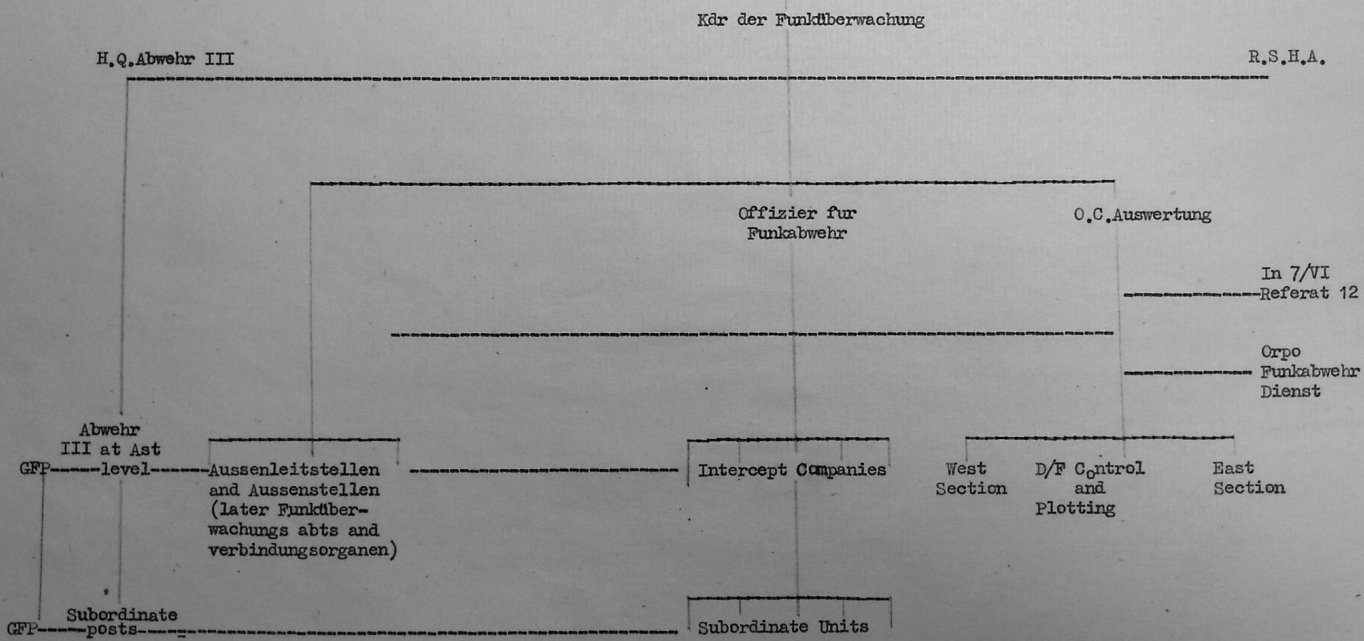 Kdr der Funküberwachung
H.Q.Abwehr III
R.S.H.A.
Offizier fur
Funkabwehr
O.C.Auswertung
In 7/VI
Referat 12
Orpo
Funkabwehr
Dienst
Abwehr
III at Ast
GFP-----level------Aussenleitstellen
and Aussenstellen
(later Funküber-
wachungs abts and
verbindungsorganen)
Intercept Companies
West
Section
D/F Control
and
Plotting
East
Section
Subordinate
GFP-----posts-----
Subordinate Units